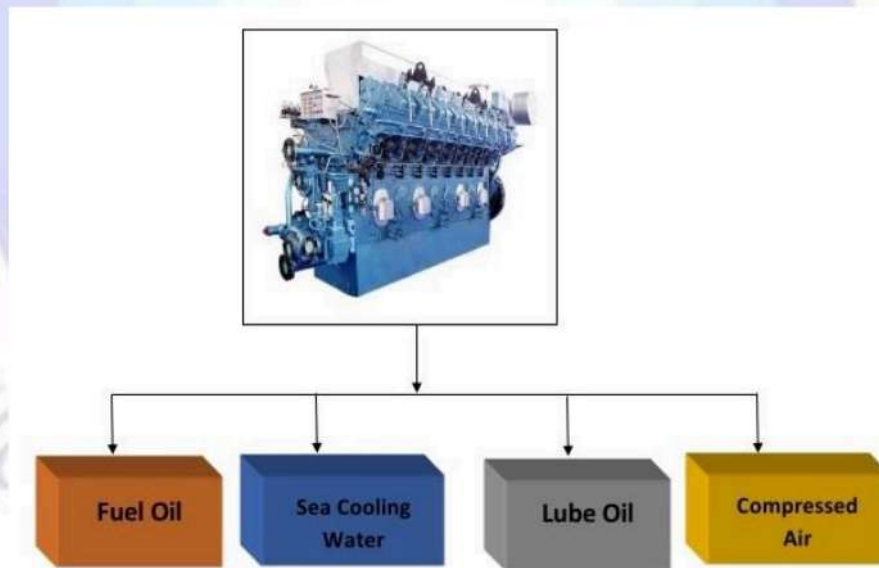 Fuel Oil
Sea Cooling
Water
Lube Oil
Compressed
Air